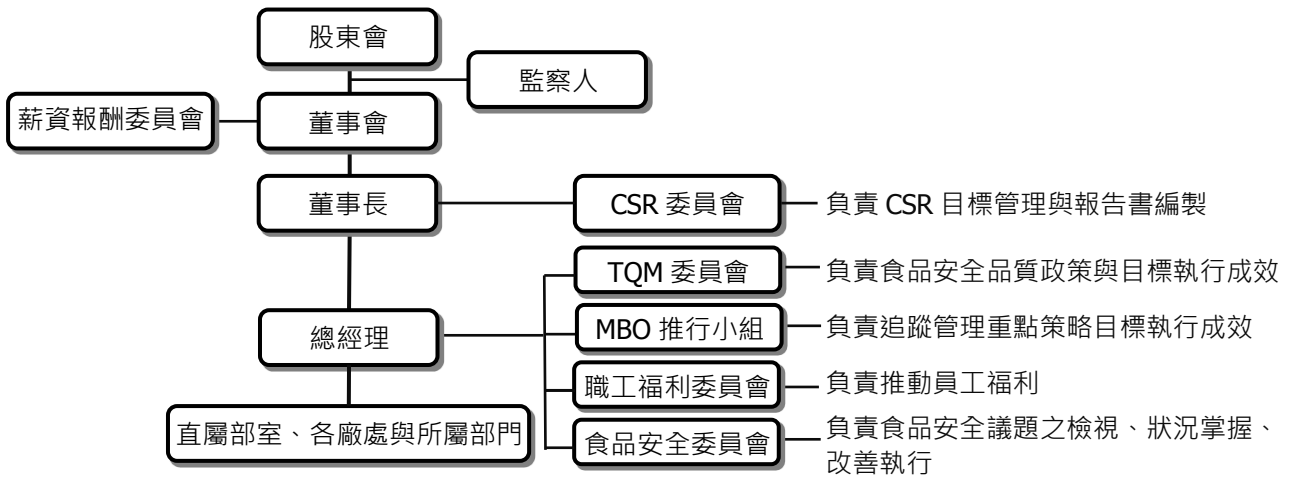 股東會
監察人
薪資報酬委員會
董事會
董事長
CSR 委員會
負責 CSR 目標管理與報告書編製
TQM 委員會
負責食品安全品質政策與目標執行成效
總經理
MBO 推行小組
負責追蹤管理重點策略目標執行成效
職工福利委員會
負責推動員工福利
直屬部室、各廠處與所屬部門
食品安全委員會
負責食品安全議題之檢視、狀況掌握、
改善執行